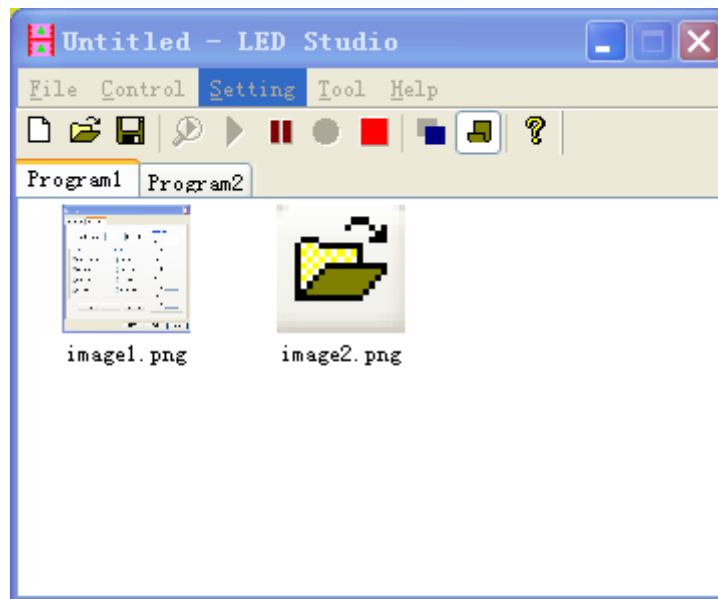 Untitled - LED Studio
File Control Setting Tool Help
Program1 Program2
image1.png image2.png